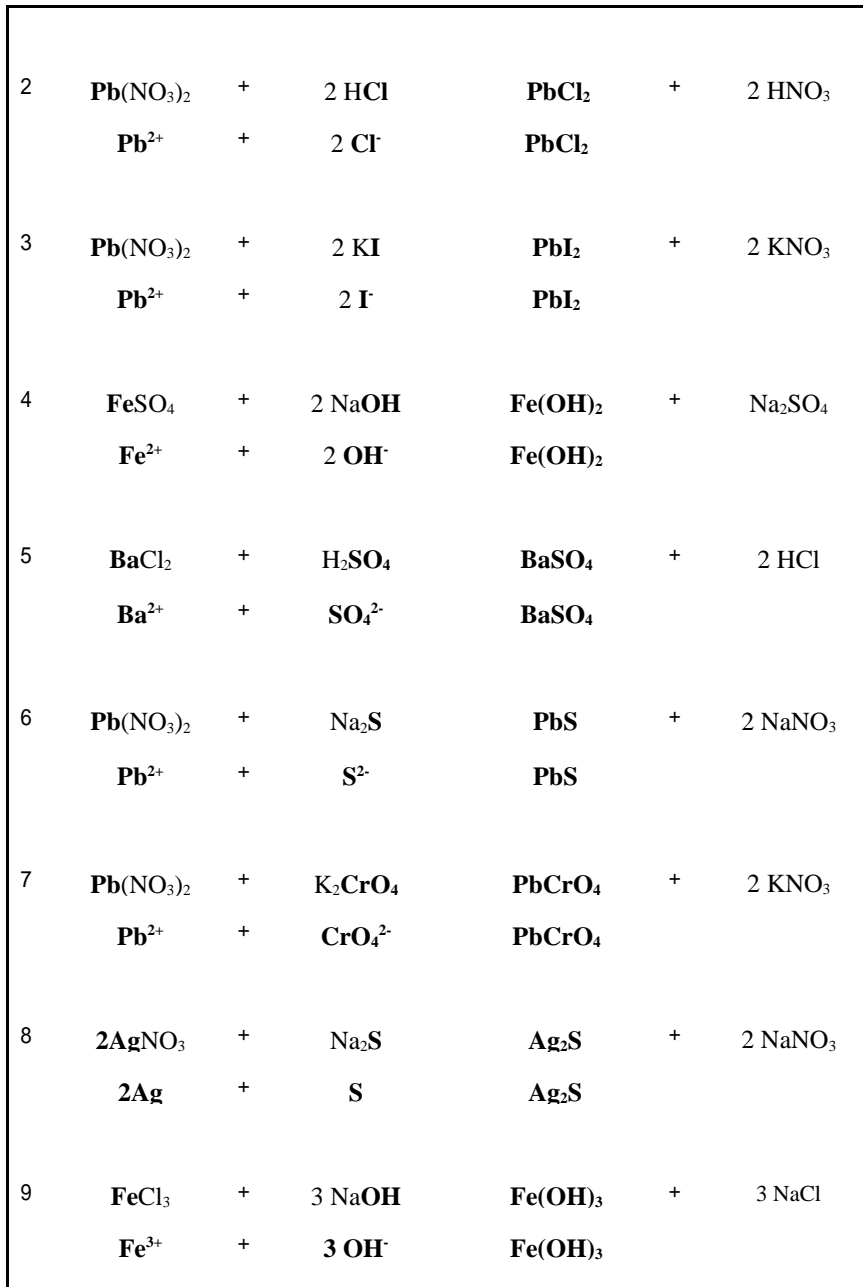 2 Pb(NO₃)₂ + 2 HCl PbCl₂ + 2 HNO₃
Pb²⁺ + 2 Cl⁻ PbCl₂
3 Pb(NO₃)₂ + 2 KI PbI₂ + 2 KNO₃
Pb²⁺ + 2 I⁻ PbI₂
4 FeSO₄ + 2 NaOH Fe(OH)₂ + Na₂SO₄
Fe²⁺ + 2 OH⁻ Fe(OH)₂
5 BaCl₂ + H₂SO₄ BaSO₄ + 2 HCl
Ba²⁺ + SO₄²⁻ BaSO₄
6 Pb(NO₃)₂ + Na₂S PbS + 2 NaNO₃
Pb²⁺ + S²⁻ PbS
7 Pb(NO₃)₂ + K₂CrO₄ PbCrO₄ + 2 KNO₃
Pb²⁺ + CrO₄²⁻ PbCrO₄
8 2AgNO₃ + Na₂S Ag₂S + 2 NaNO₃
2Ag + S Ag₂S
9 FeCl₃ + 3 NaOH Fe(OH)₃ + 3 NaCl
Fe³⁺ + 3 OH⁻ Fe(OH)₃